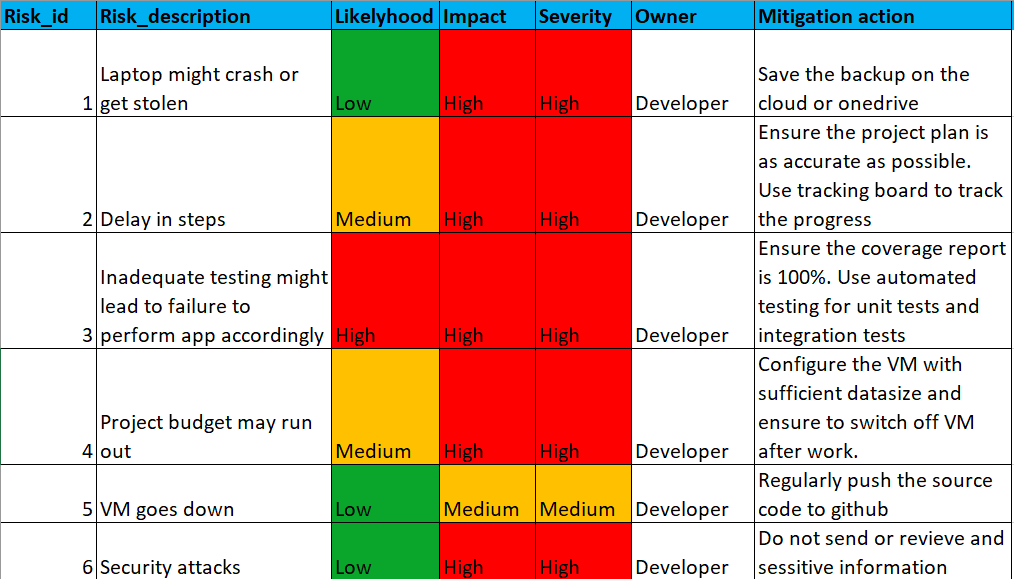 Risk_id Risk_description Likelyhood Impact Severity Owner Mitigation action
Laptop might crash or Save the backup on the
1 get stolen Low High High Developer cloud or onedrive
Ensure the project plan is
as accurate as possible.
Use tracking board to track
2 Delay in steps Medium High High Developer the progress
Ensure the coverage report
Inadequate testing might is 100%. Use automated
lead to failure to testing for unit tests and
3 perform app accordingly High High High Developer integration tests
Configure the VM with
sufficient datasize and
Project budget may run ensure to switch off VM
4 out Medium High High Developer after work.
Regularly push the source
5 VM goes down Low Medium Medium Developer code to github
Do not send or revieve and
6 Security attacks Low High High Developer sessitive information